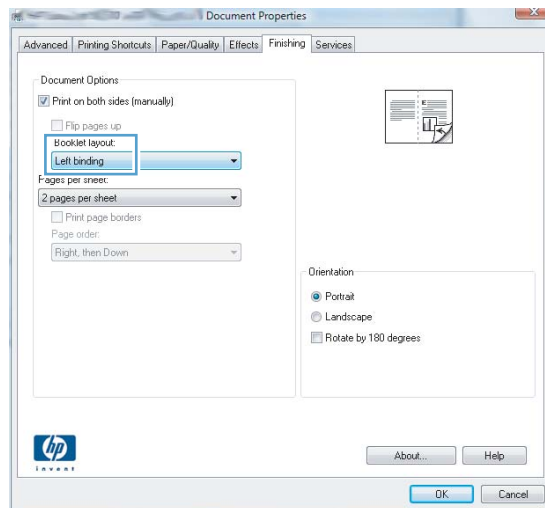 Document Properties
Advanced Printing Shortcuts Paper/Quality Effects Finishing Services
Document Options
Print on both sides (manually)
Flip pages up
Booklet layout:
Left binding
Pages per sheet:
2 pages per sheet
Print page borders
Page order:
Right, then Down
Orientation
Portrait
Landscape
Rotate by 180 degrees
hp
invent
About... Help
OK Cancel